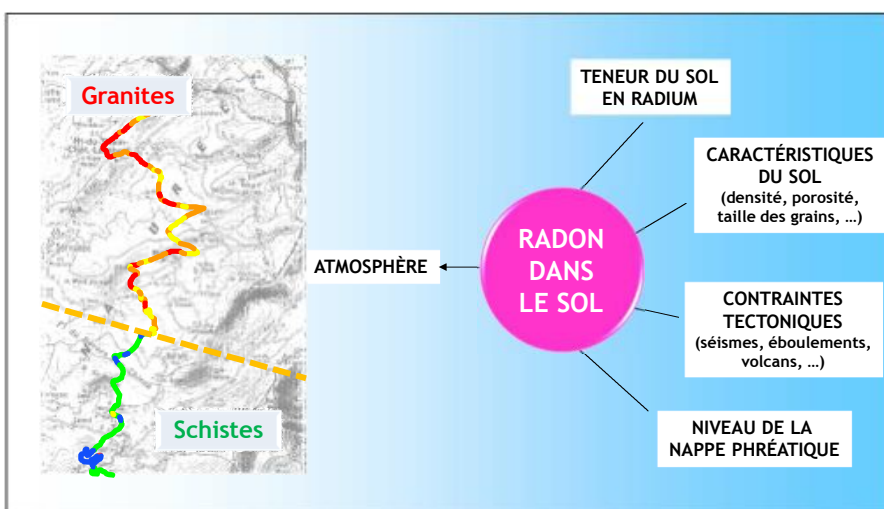 Granites
Schistes
TENEUR DU SOL
EN RADIUM
CARACTÉRISTIQUES
DU SOL
(densité, porosité,
taille des grains, …)
RADON
DANS
LE SOL
ATMOSPHÈRE
CONTRAINTES
TECTONIQUES
(séismes, éboulements,
volcans, …)
NIVEAU DE LA
NAPPE PHRÉATIQUE